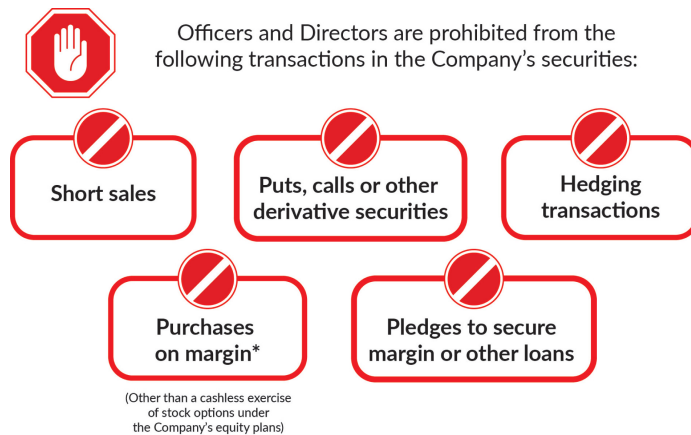 Officers and Directors are prohibited from the
following transactions in the Company's securities:
Short sales
Puts, calls or other
derivative securities
Hedging
transactions
Purchases
on margin*
(Other than a cashless exercise
of stock options under
the Company's equity plans)
Pledges to secure
margin or other loans